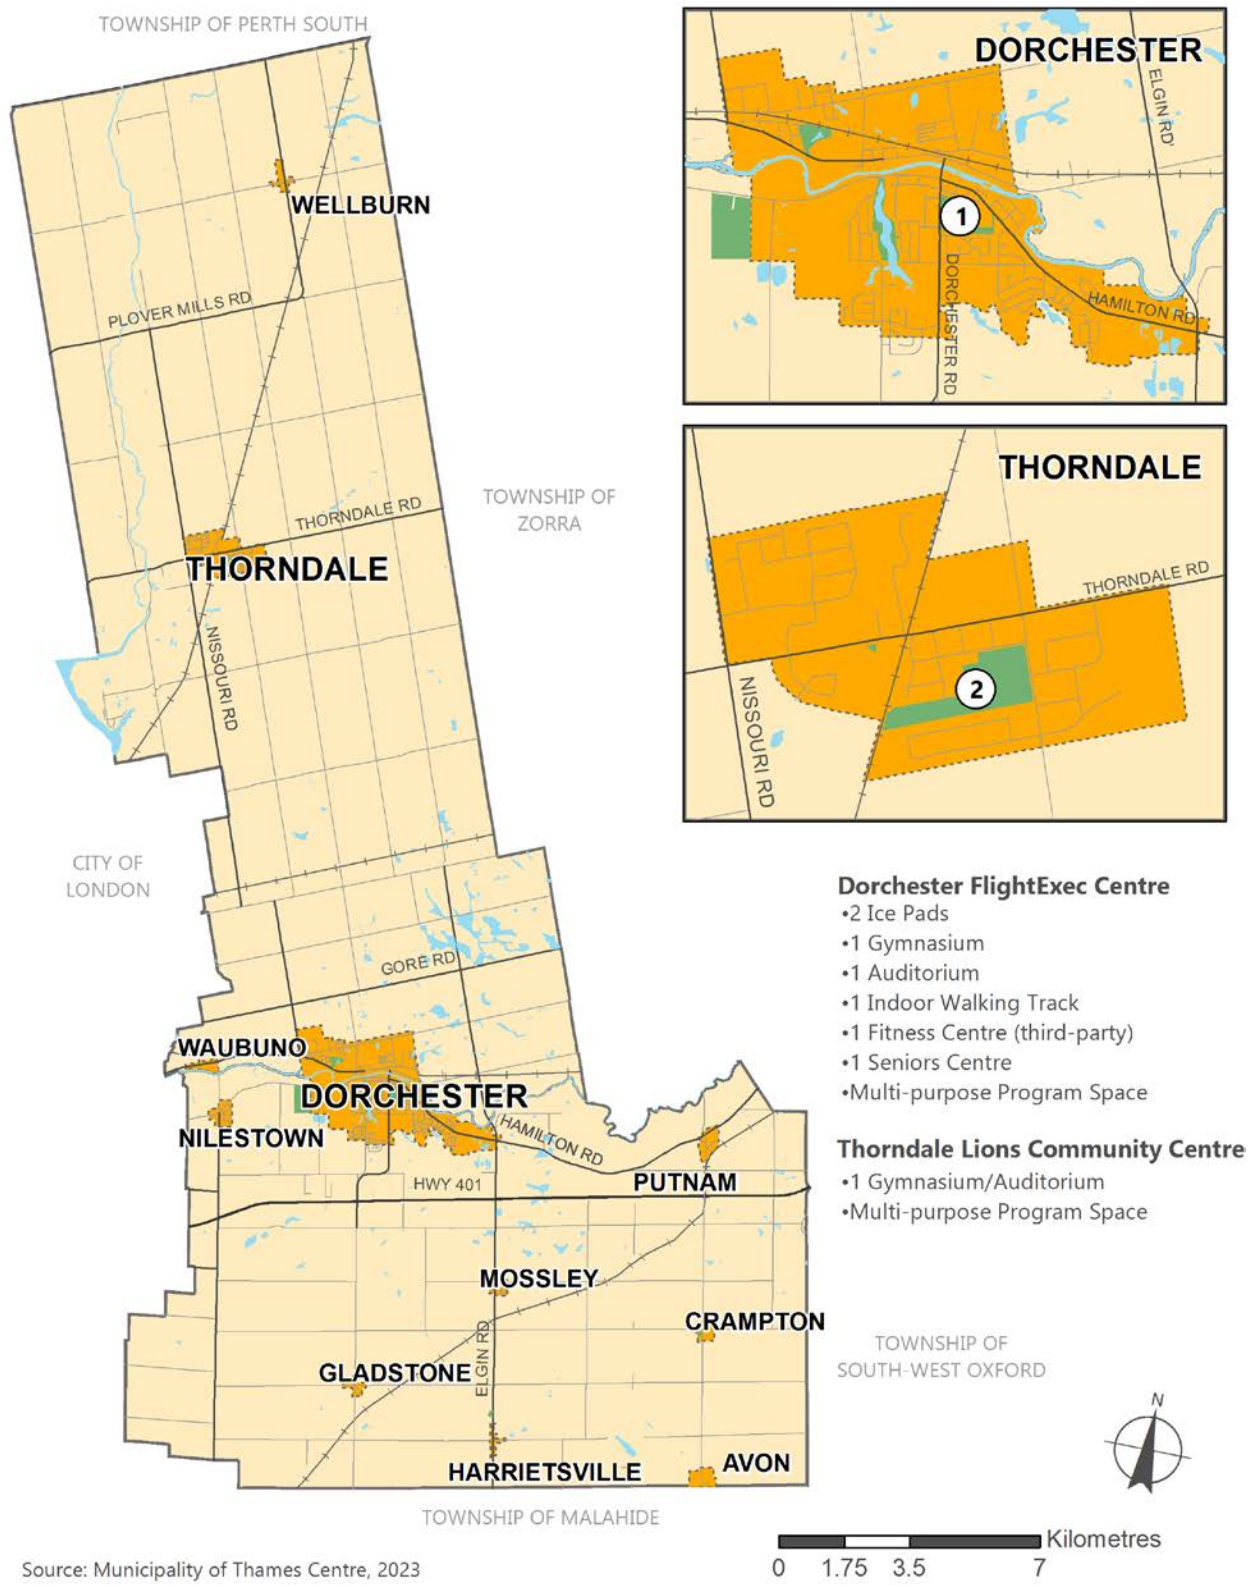 TOWNSHIP OF PERTH SOUTH
WELLBURN
PLOVER MILLS RD
TOWNSHIP OF
ZORRA
THORNDALE RD
THORNDALE
NISSOURI RD
CITY OF
LONDON
GORE RD
WAUBUNO
DORCHESTER
HAMILTON RD
NILESTOWN
PUTNAM
HWY 401
MOSSLEY
CRAMPTON
ELGIN RD
GLADSTONE
TOWNSHIP OF
SOUTH-WEST OXFORD
HARRIETSVILLE
AVON
TOWNSHIP OF MALAHIDE
DORCHESTER
ELGIN RD
1
DORCHESTER RD
HAMILTON RD
THORNDALE
THORNDALE RD
2
NISSOURI RD
Dorchester FlightExec Centre
•2 Ice Pads
•1 Gymnasium
•1 Auditorium
•1 Indoor Walking Track
•1 Fitness Centre (third-party)
•1 Seniors Centre
•Multi-purpose Program Space
Thorndale Lions Community Centre
•1 Gymnasium/Auditorium
•Multi-purpose Program Space
N
Kilometres
0 1.75 3.5 7
Source: Municipality of Thames Centre, 2023